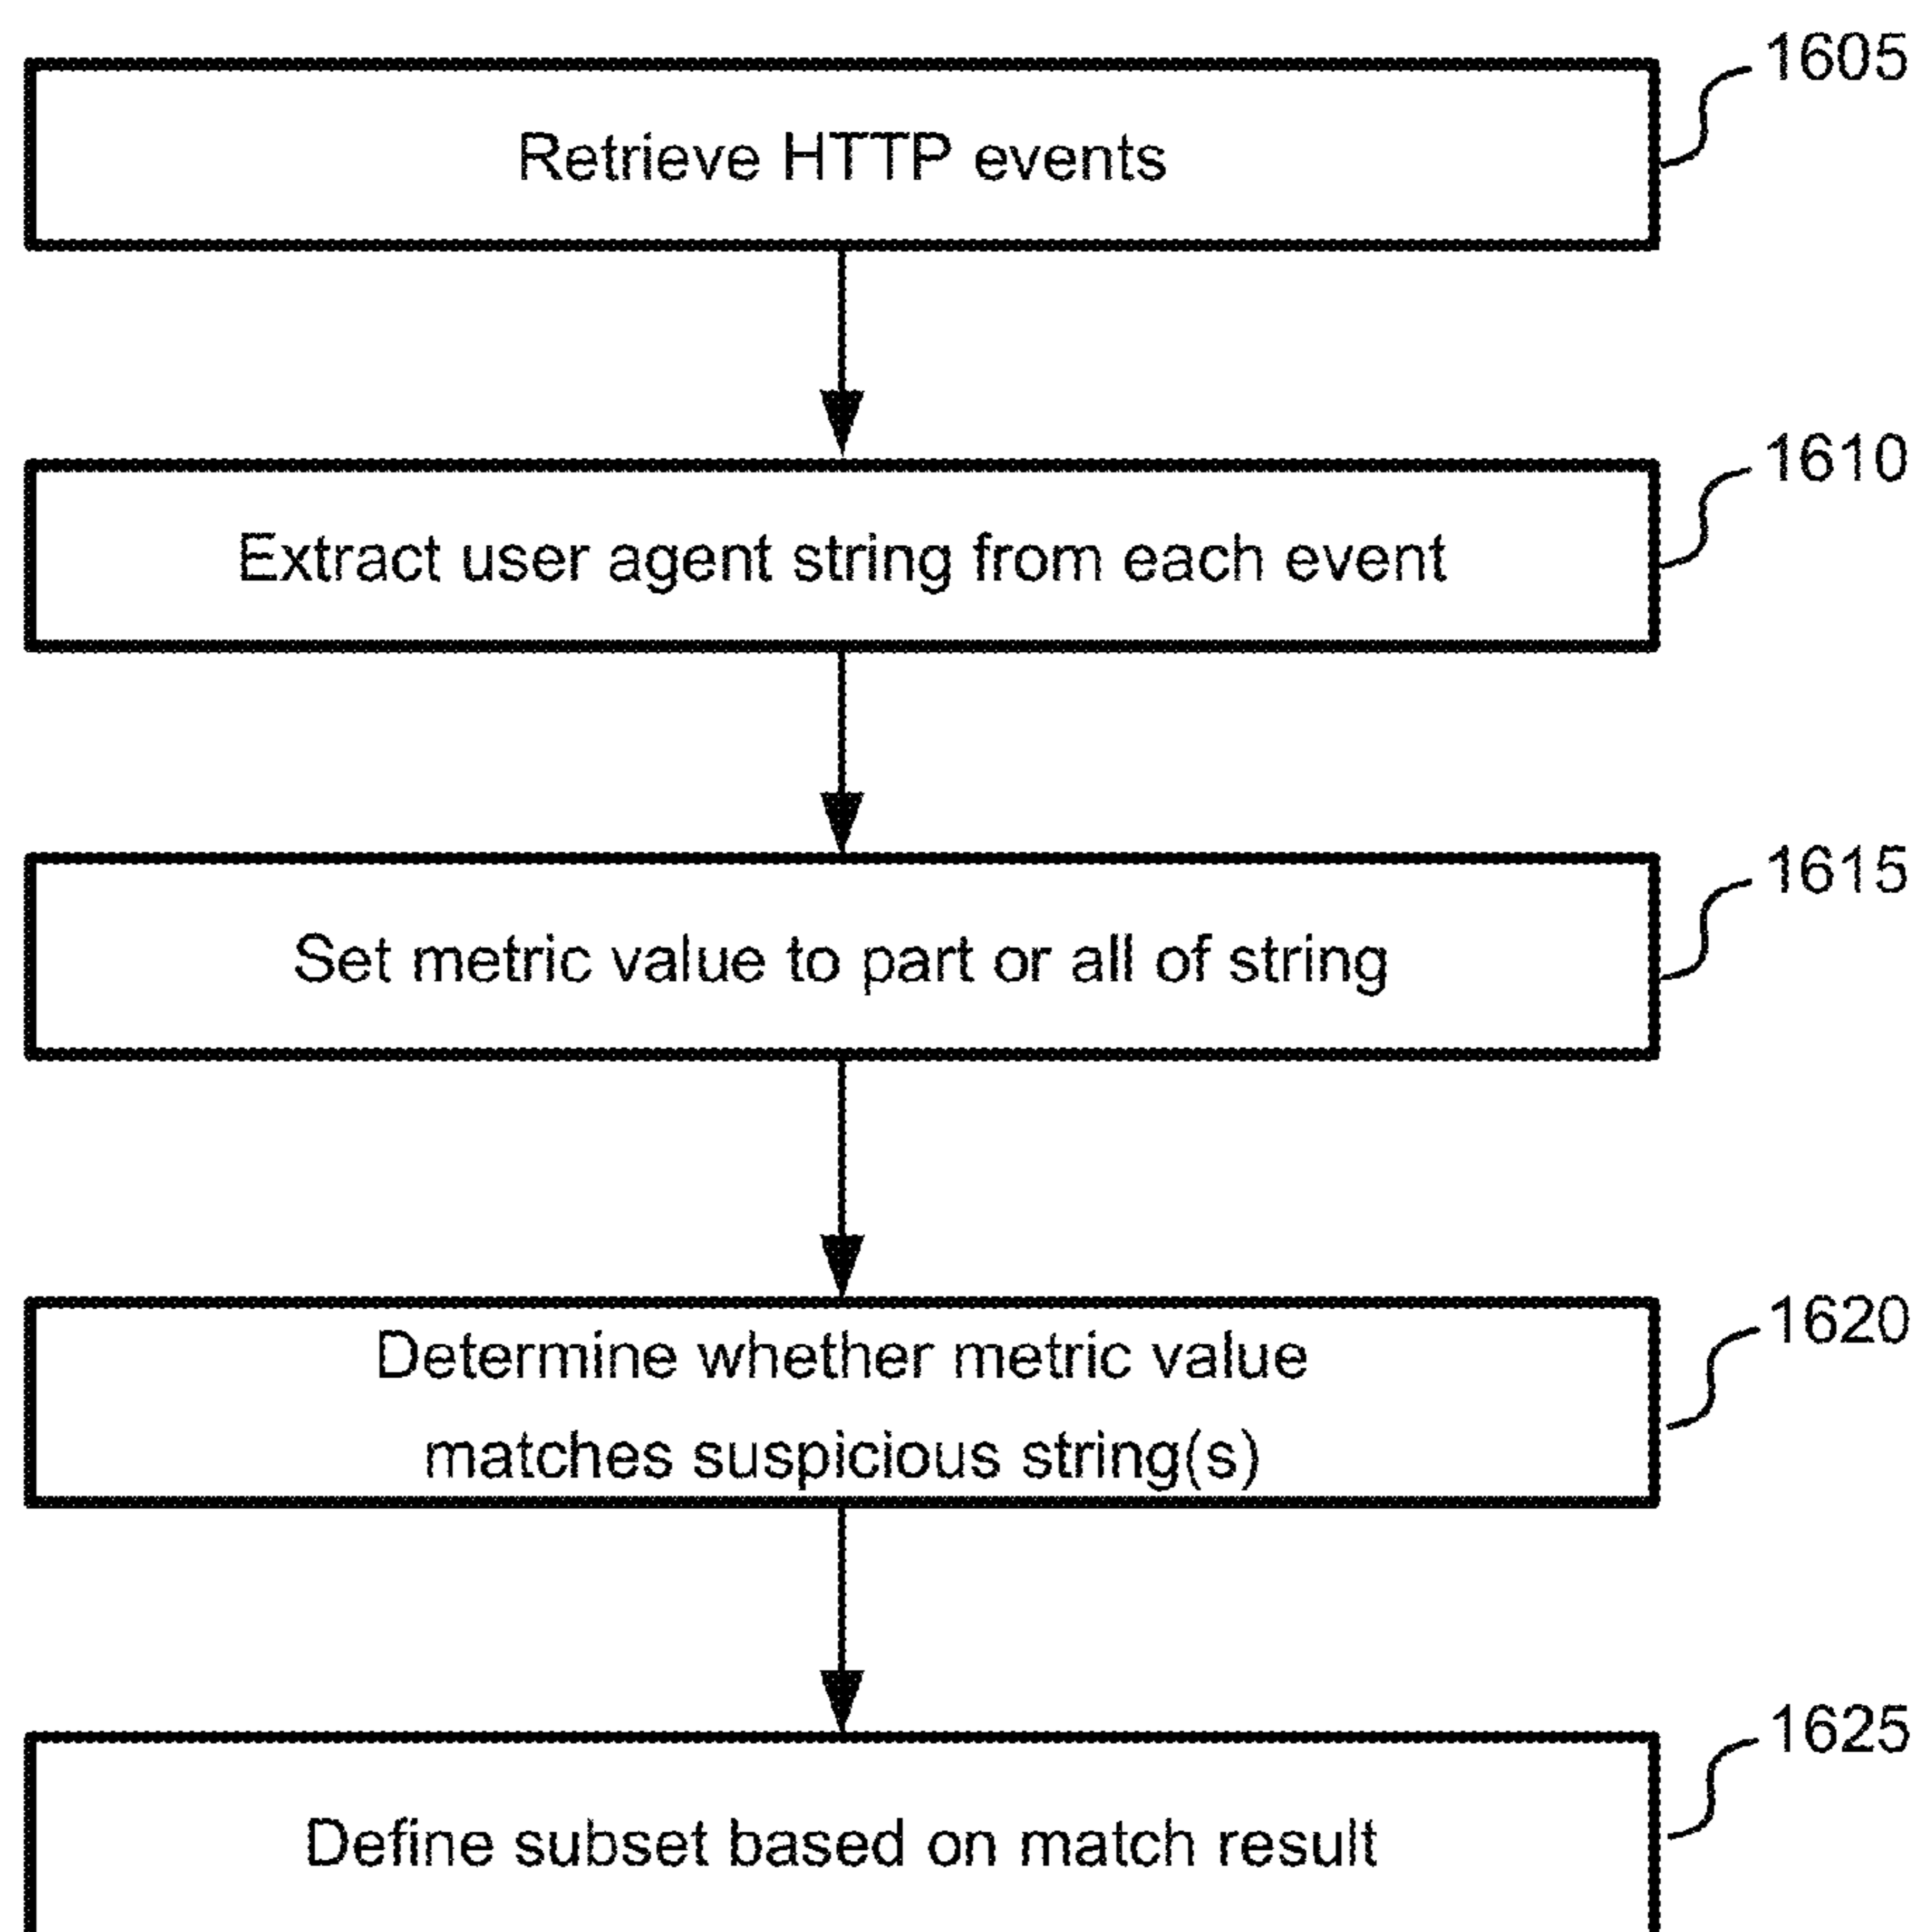 1605
Retrieve HTTP events
1610
Extract user agent string from each event
1615
Set metric value to part or all of string
1620
Determine whether metric value
matches suspicious string(s)
1625
Define subset based on match result